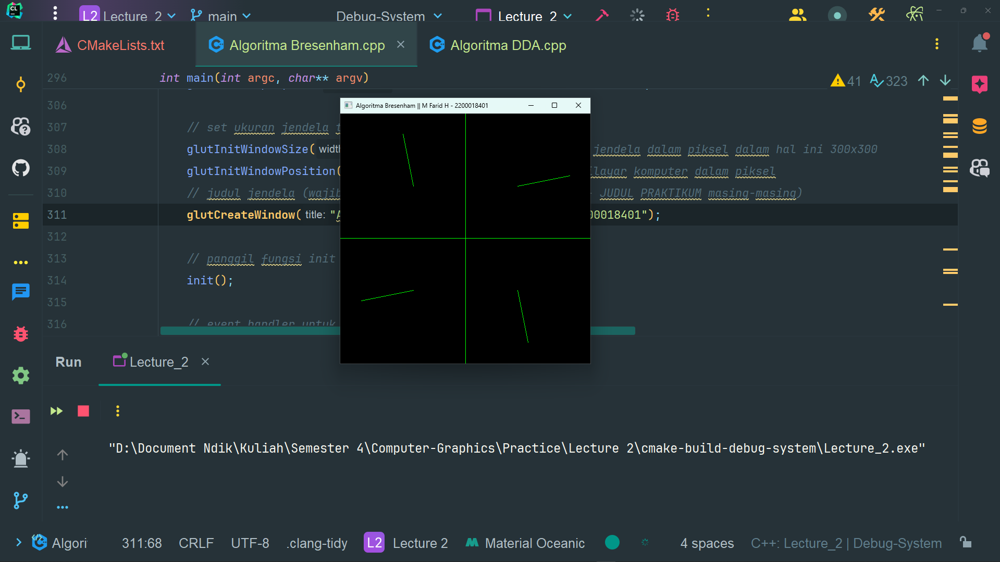 CL
L2 Lecture_2 main Debug-System Lecture_2
CMakeLists.txt Algoritma Bresenham.cpp Algoritma DDA.cpp
296 int main(int argc, char** argv)
41 323
306
307 // set ukuran jendela
308 glutInitWindowSize( jendela dalam piksel dalam hal ini 300x300
309 glutInitWindowPosition( layar komputer dalam piksel
310 // judul jendela (wajib JUDUL PRAKTIKUM masing-masing)
311 glutCreateWindow( title: "A 00018401");
312
313 // panggil fungsi init
314 init();
315
316 // event handler untuk
Algoritma Bresenham || M Farid H - 2200018401
Run Lecture_2
"D:\Document Ndik\Kuliah\Semester 4\Computer-Graphics\Practice\Lecture 2\cmake-build-debug-system\Lecture_2.exe"
Algori 311:68 CRLF UTF-8 .clang-tidy L2 Lecture 2 Material Oceanic 4 spaces C++: Lecture_2 | Debug-System